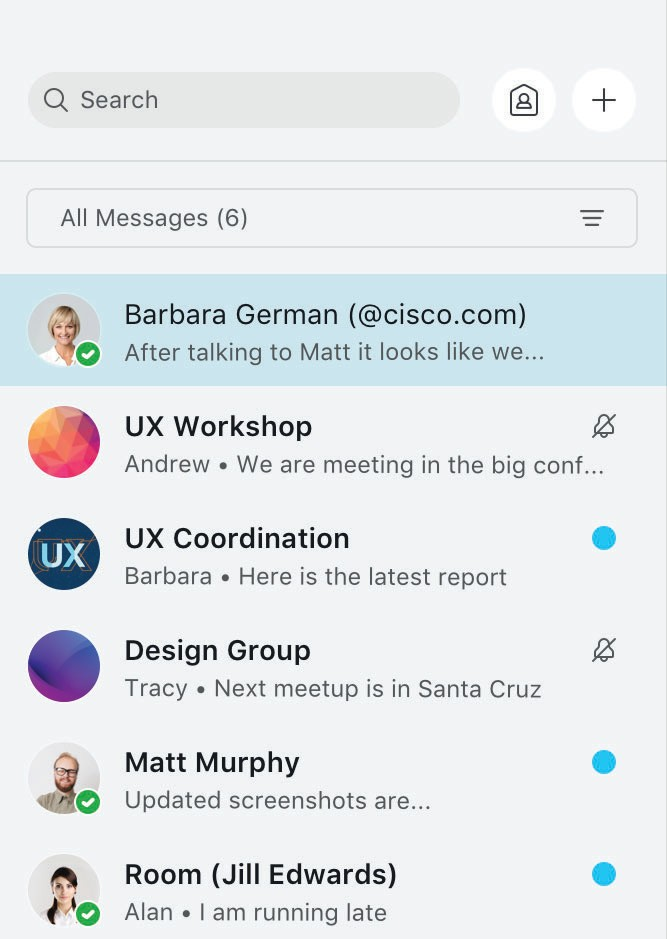 Search
All Messages (6)
Barbara German (@cisco.com)
After talking to Matt it looks like we...
UX Workshop
Andrew • We are meeting in the big conf...
UX
UX Coordination
Barbara • Here is the latest report
Design Group
Tracy • Next meetup is in Santa Cruz
Matt Murphy
Updated screenshots are...
Room (Jill Edwards)
Alan • I am running late